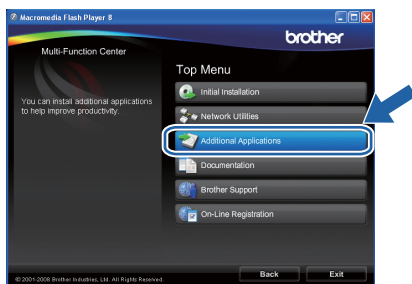 Macromedia Flash Player 8
brother
Multi-Function Center
Top Menu
You can install additional applications
to help improve productivity.
Initial Installation
Network Utilities
Additional Applications
Documentation
Brother Support
On-Line Registration
© 2001-2008 Brother Industries, Ltd. All Rights Reserved
Back
Exit